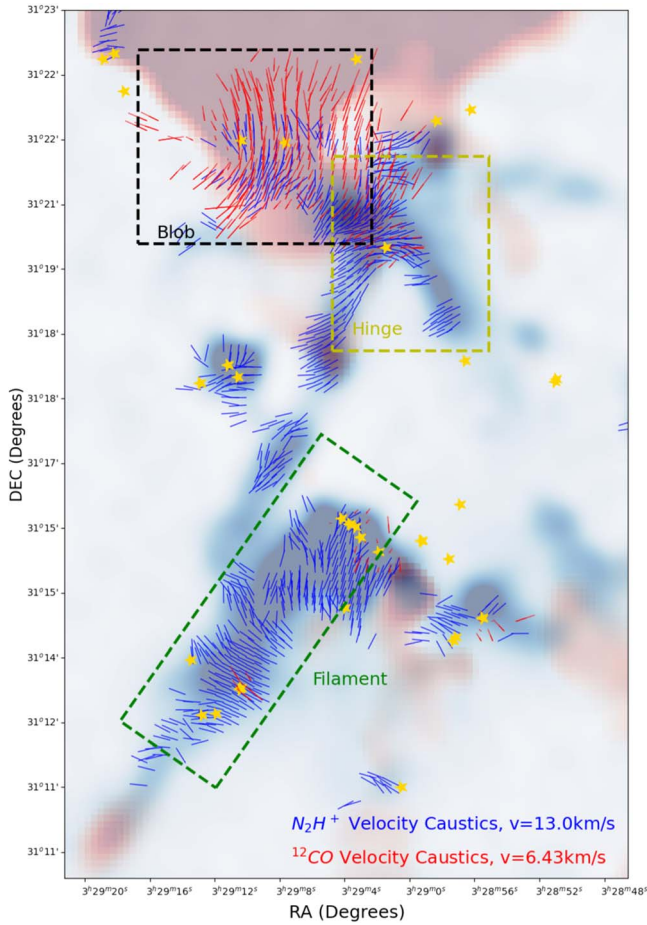 31°23'
31°22'
31°22'
31°21'
31°19'
31°18'
31°18'
31°17'
31°15'
31°15'
31°14'
31°12'
31°11'
31°11'
DEC (Degrees)
Blob
Hinge
Filament
N₂H⁺ Velocity Caustics, v=13.0km/s
¹²CO Velocity Caustics, v=6.43km/s
3ʰ29ᵐ20ˢ 3ʰ29ᵐ16ˢ 3ʰ29ᵐ12ˢ 3ʰ29ᵐ8ˢ 3ʰ29ᵐ4ˢ 3ʰ29ᵐ0ˢ 3ʰ28ᵐ56ˢ 3ʰ28ᵐ52ˢ 3ʰ28ᵐ48ˢ
RA (Degrees)